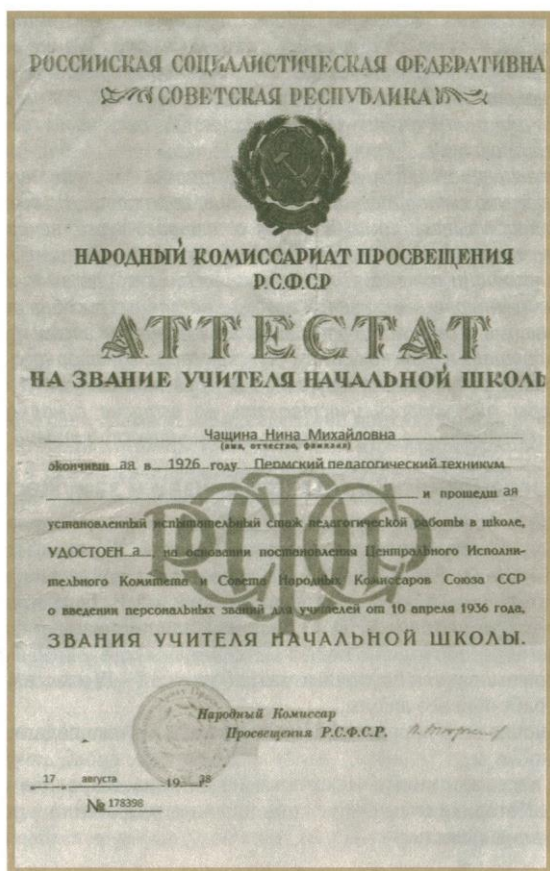 РОССИЙСКАЯ СОЦИАЛИСТИЧЕСКАЯ ФЕДЕРАТИВНА
СОВЕТСКАЯ РЕСПУБЛИКА
НАРОДНЫЙ КОМИССАРИАТ ПРОСВЕЩЕНИЯ
Р.С.Ф.С.Р
АТТЕСТАТ
НА ЗВАНИЕ УЧИТЕЛЯ НАЧАЛЬНОЙ ШКОЛЫ
Чащина Нина Михайловна
(имя, отчество, фамилия)
окончивш ая в 1926 году Пермский педагогический техникум
и прошедш ая
установленный испытательный стаж педагогической работы в школе,
УДОСТОЕН а на основании постановления Центрального Исполни-
тельного Комитета и Совета Народных Комиссаров Союза ССР
о введении персональных званий для учителей от 10 апреля 1936 года,
РСФСР
ЗВАНИЯ УЧИТЕЛЯ НАЧАЛЬНОЙ ШКОЛЫ.
Народный Комиссар
Просвещения Р.С.Ф.С.Р.
17 августа 1938 г.
№ 178398